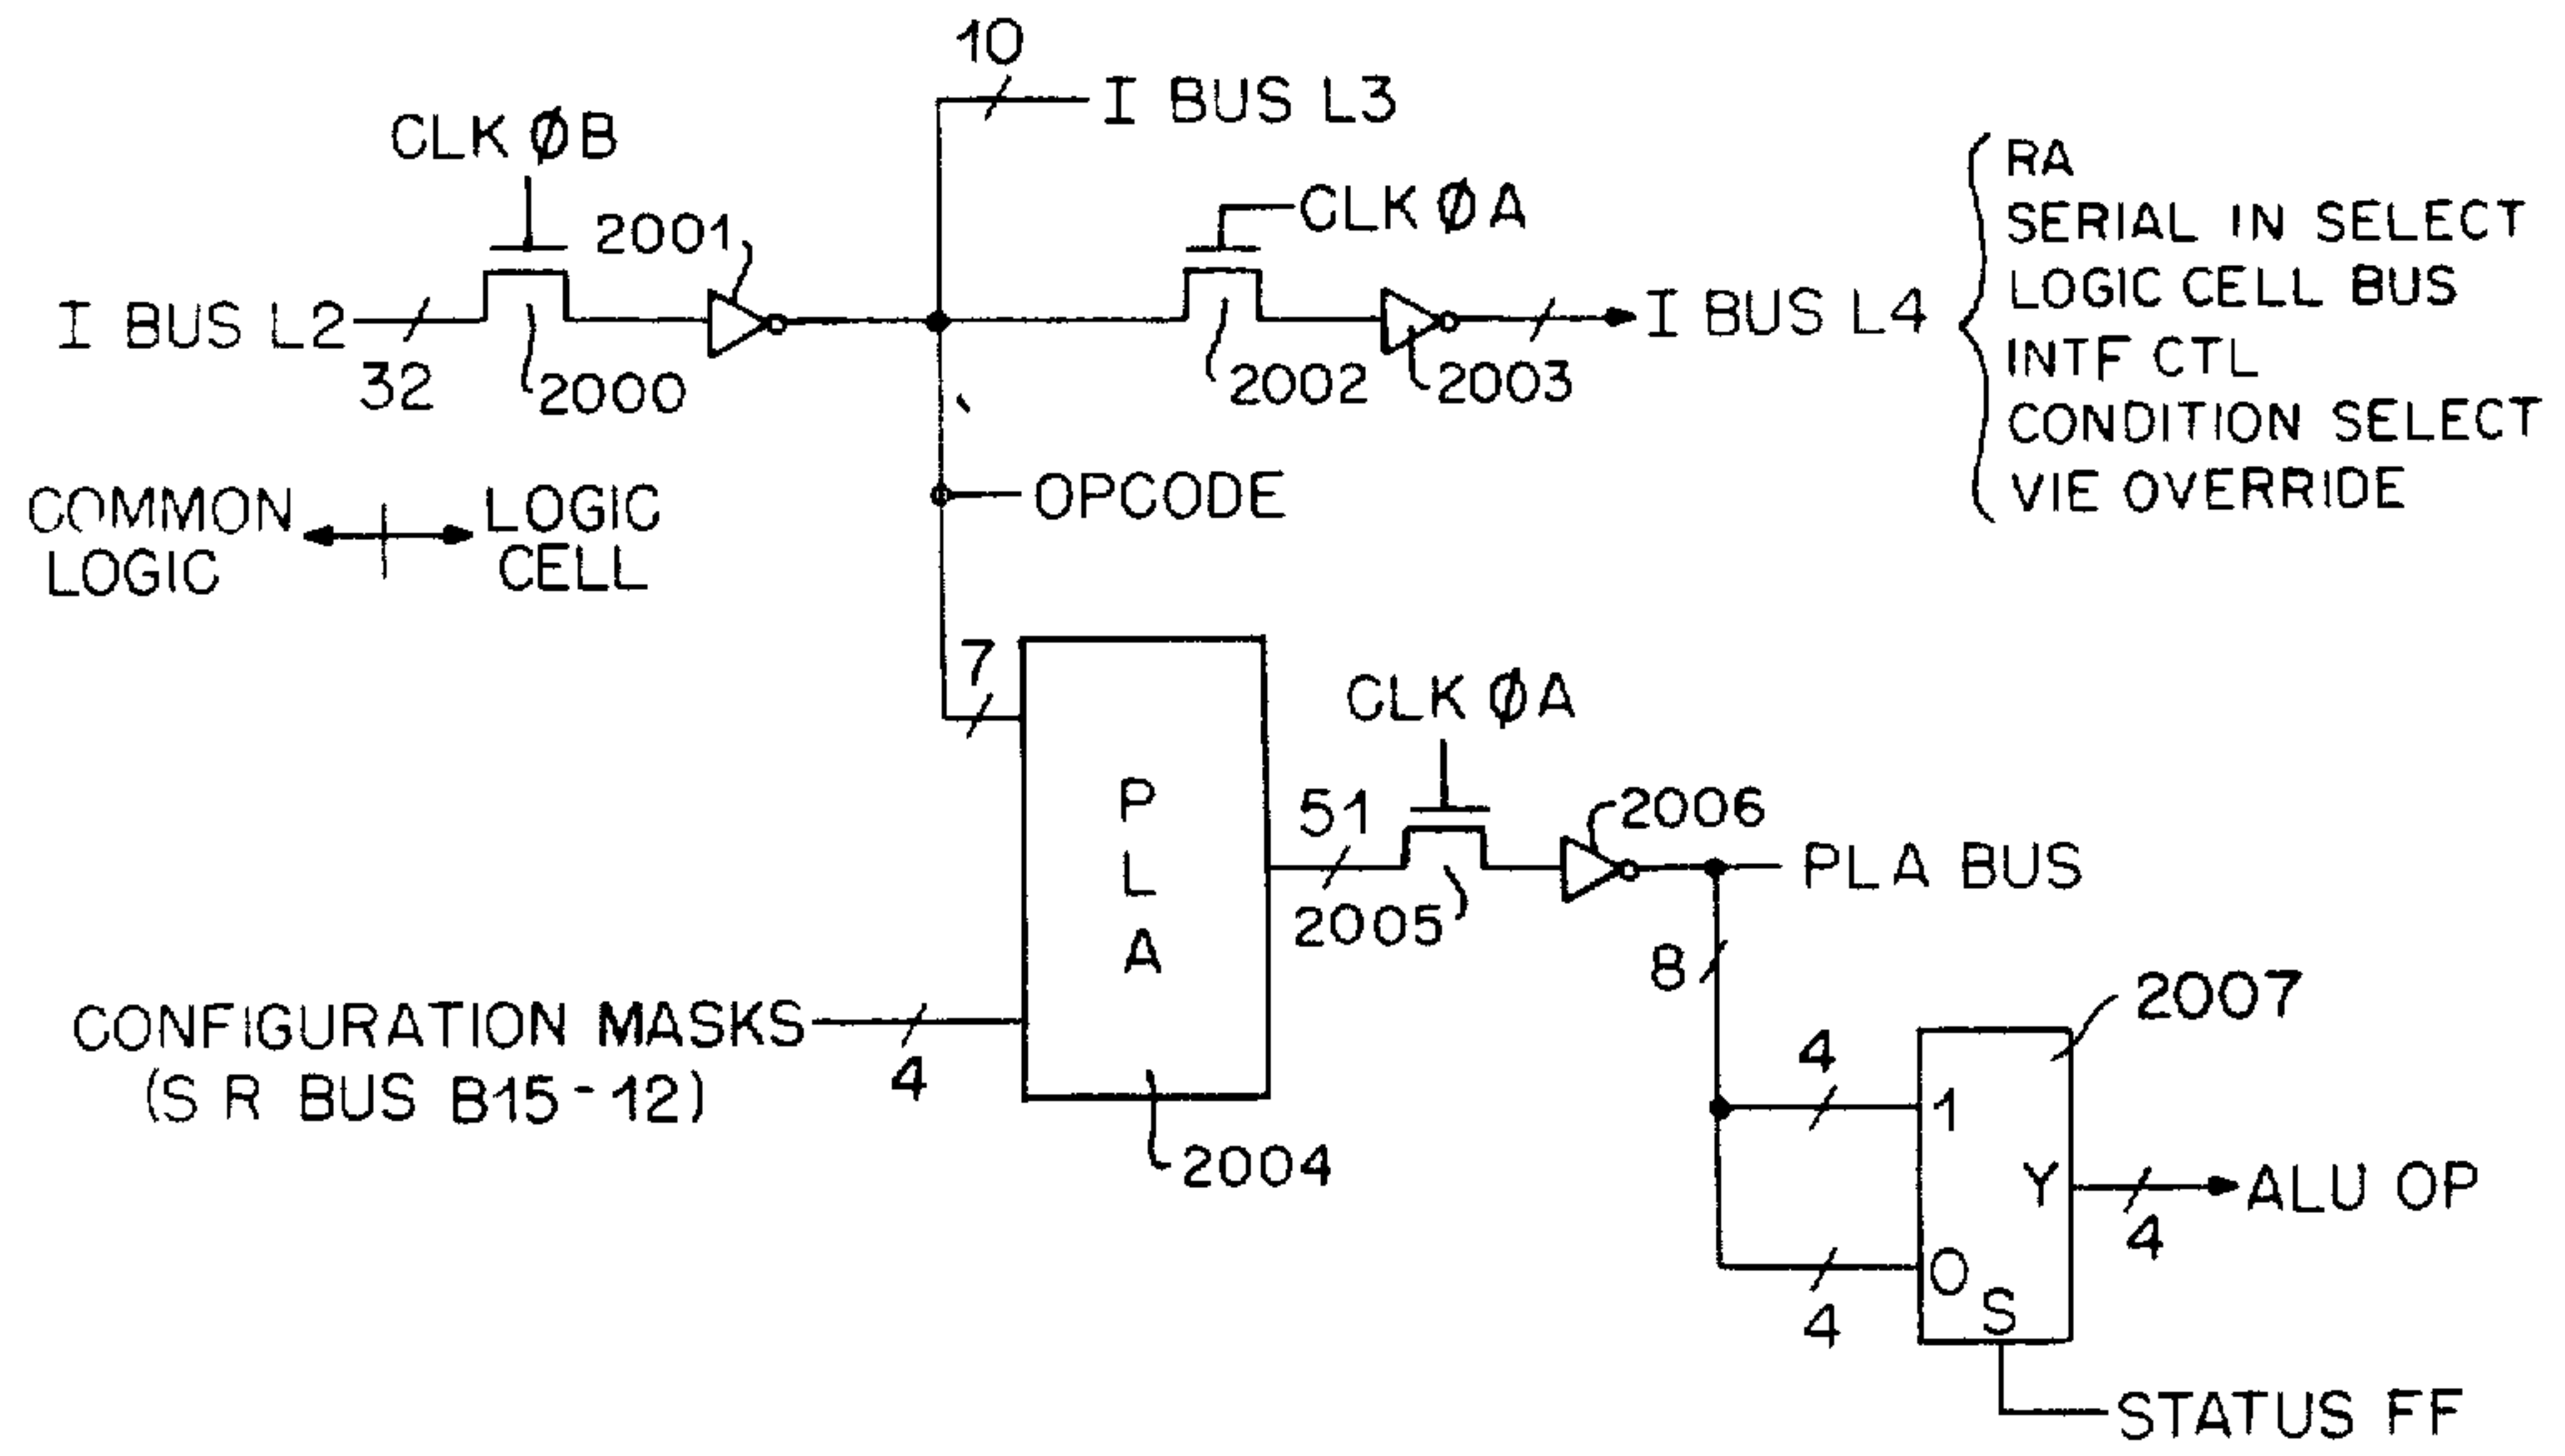 10
I BUS L3
CLK ØB
2001
CLK ØA
I BUS L2
32
2000
2002
2003
I BUS L4
RA
SERIAL IN SELECT
LOGIC CELL BUS
INTF CTL
CONDITION SELECT
VIE OVERRIDE
COMMON
LOGIC
LOGIC
CELL
OPCODE
7
PLA
CLK ØA
51
2005
2006
PLA BUS
8
CONFIGURATION MASKS
(S R BUS B15-12)
4
2004
2007
4
1
Y
4
ALU OP
0
4
S
STATUS FF